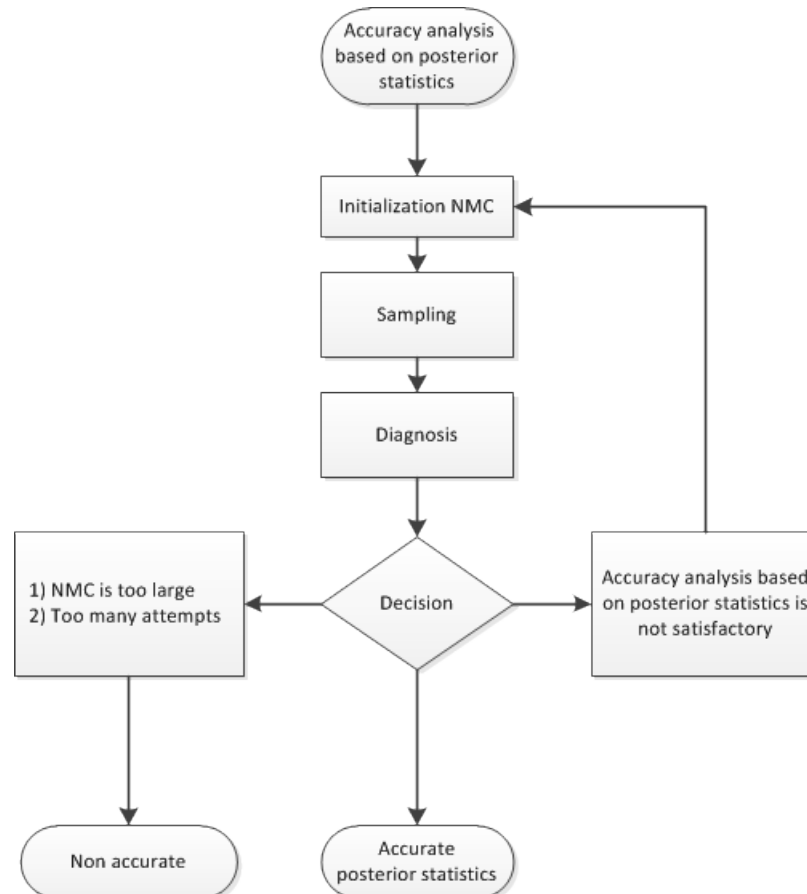 Accuracy analysis
based on posterior
statistics
Initialization NMC
Sampling
Diagnosis
1) NMC is too large
2) Too many attempts
Decision
Accuracy analysis based
on posterior statistics is
not satisfactory
Non accurate
Accurate
posterior statistics